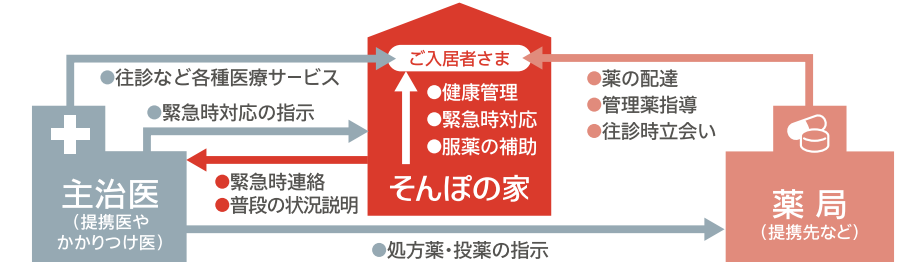 ご入居者さま
●往診など各種医療サービス
●緊急時対応の指示
●健康管理
●緊急時対応
●服薬の補助
そんぽの家
●薬の配達
●管理薬指導
●往診時立会い
主治医
（提携医や
かかりつけ医）
●緊急時連絡
●普段の状況説明
薬局
（提携先など）
●処方薬・投薬の指示